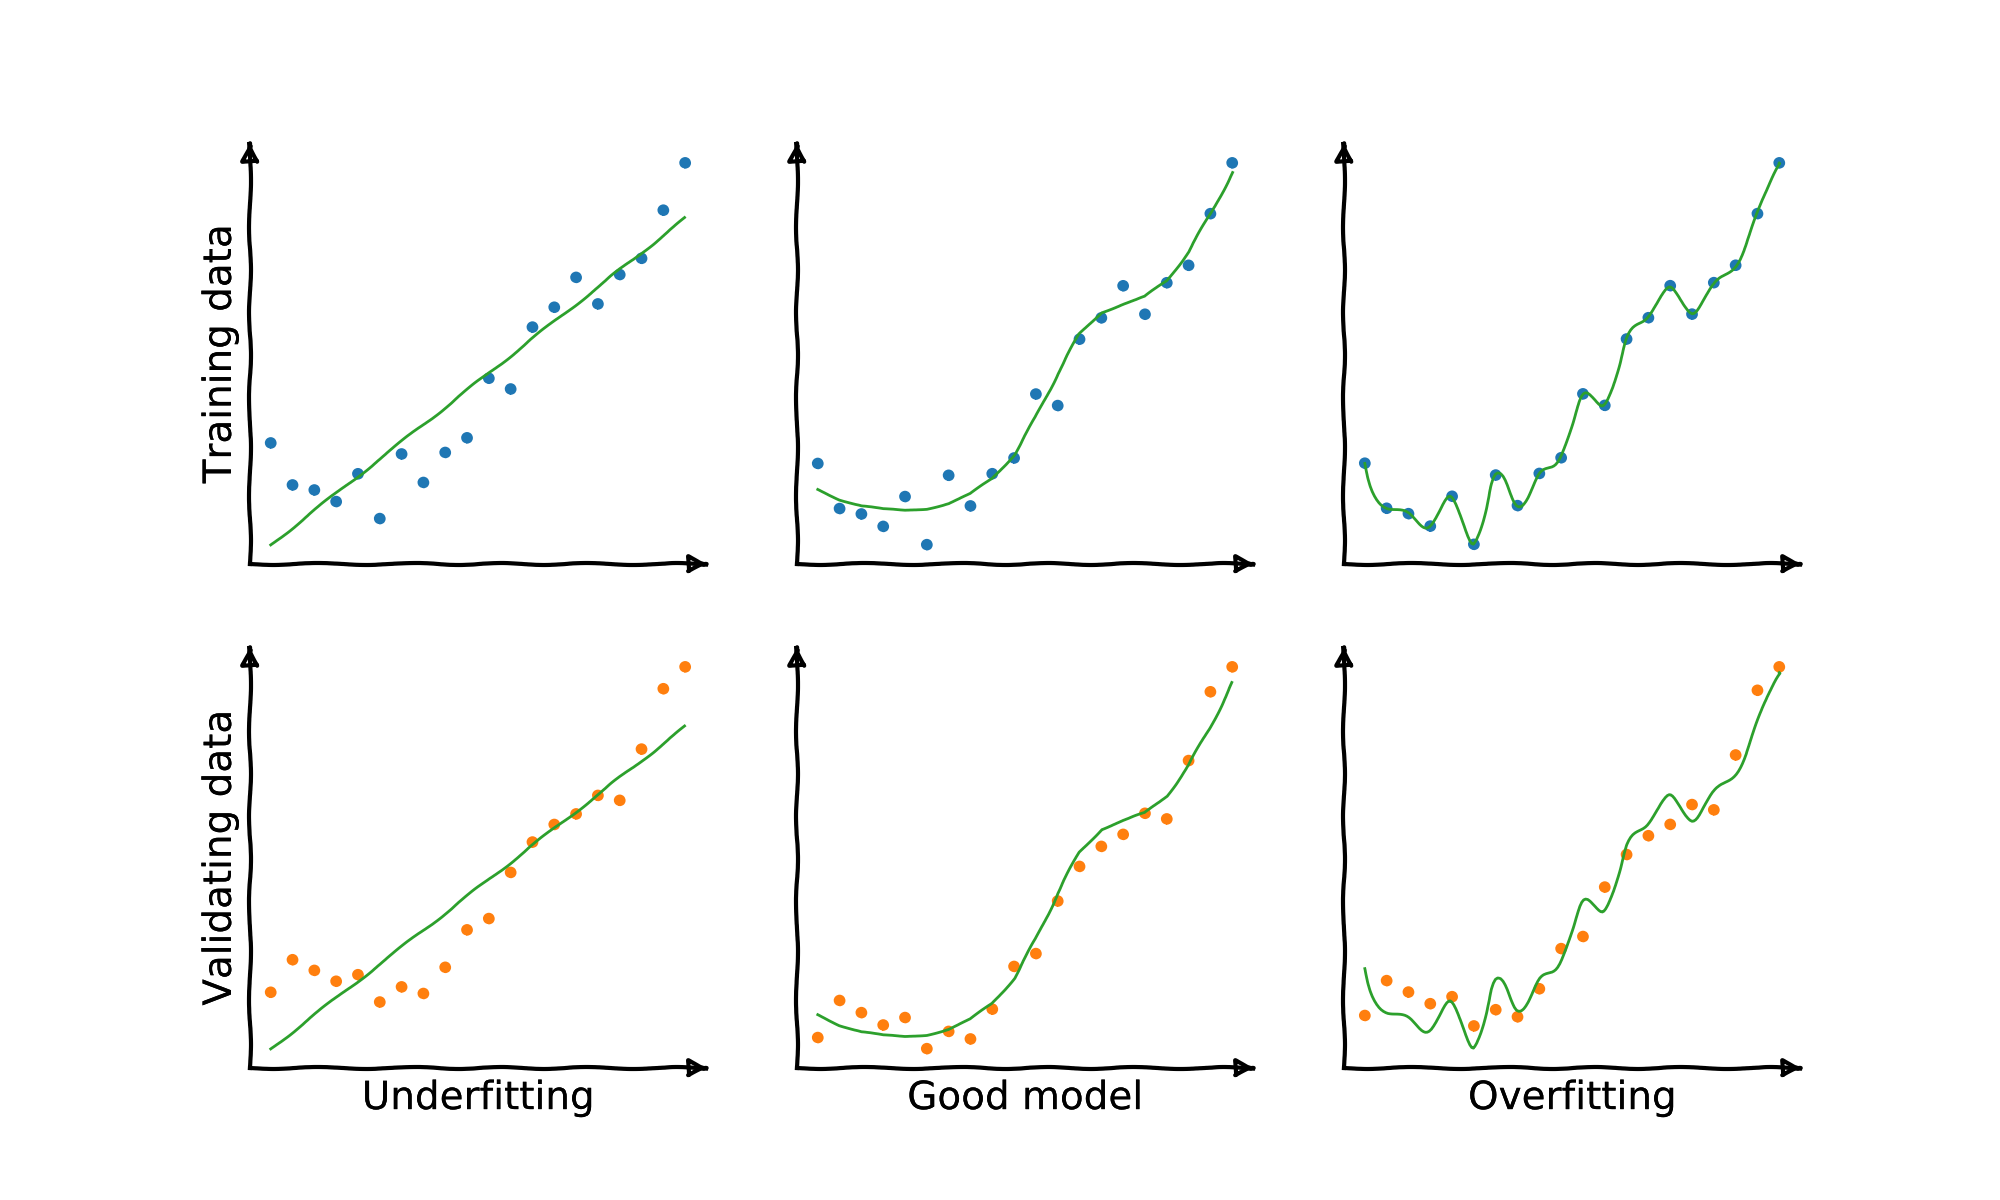 Training data
Validating data
Underfitting
Good model
Overfitting